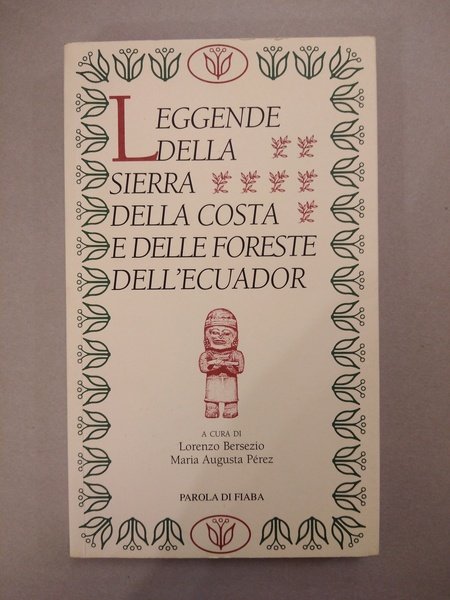 LEGGENDE
DELLA
SIERRA
DELLA COSTA
E DELLE FORESTE
DELL'ECUADOR
A CURA DI
Lorenzo Bersezio
Maria Augusta Pérez
PAROLA DI FIABA